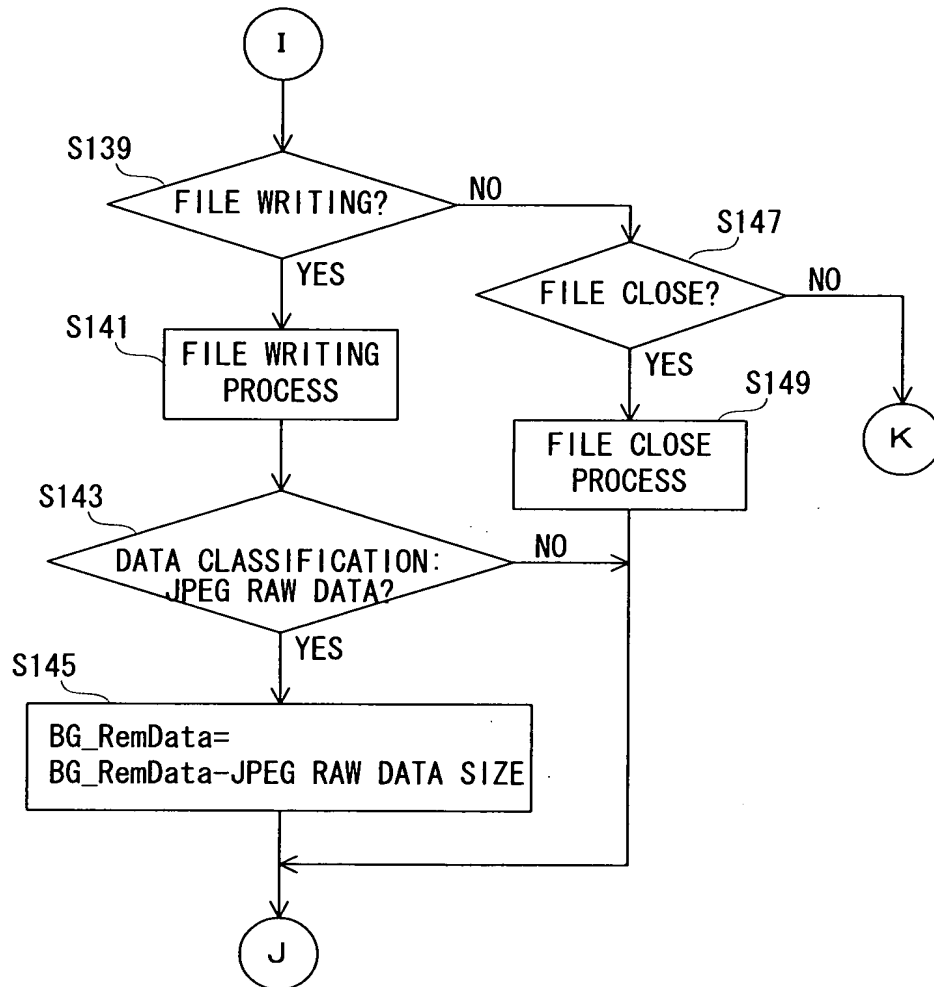 I
S139
FILE WRITING?
NO
YES
S147
FILE CLOSE?
NO
YES
S141
FILE WRITING
PROCESS
S149
FILE CLOSE
PROCESS
K
S143
DATA CLASSIFICATION:
JPEG RAW DATA?
NO
YES
S145
BG_RemData=
BG_RemData-JPEG RAW DATA SIZE
J